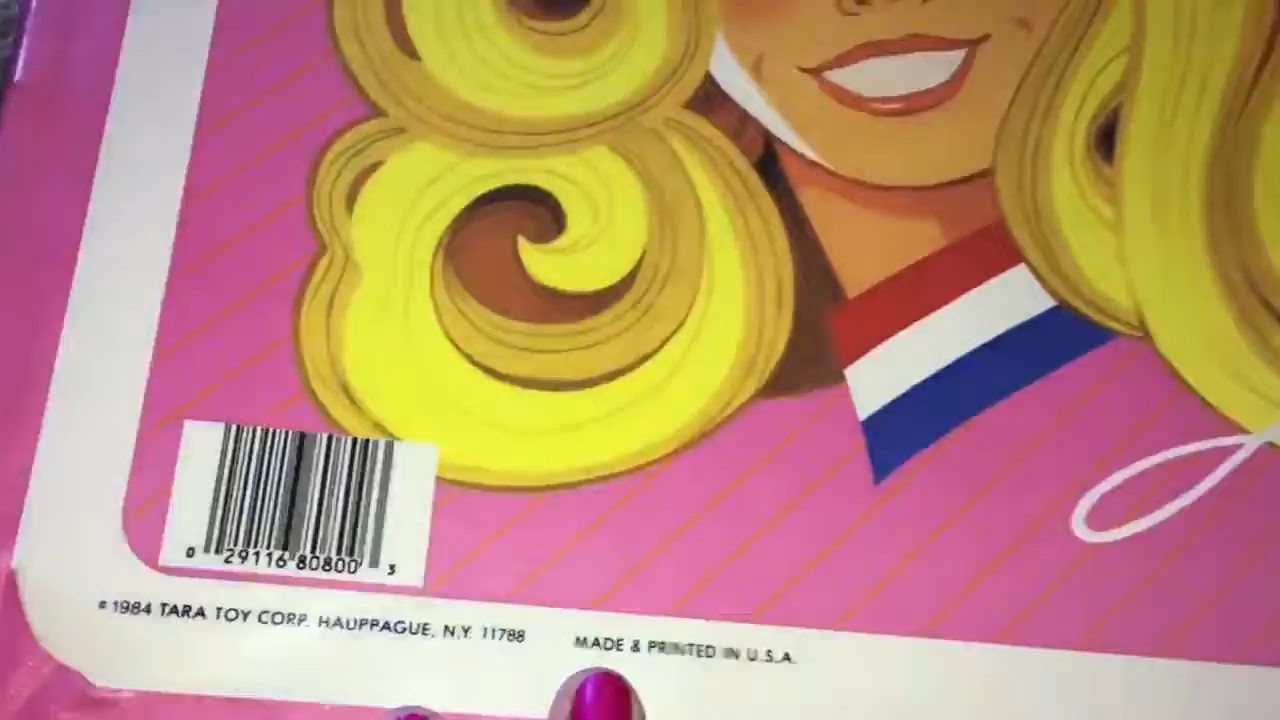 0 29116 80800 3
© 1984 TARA TOY CORP. HAUPPAGUE, N.Y. 11788 MADE & PRINTED IN U.S.A.